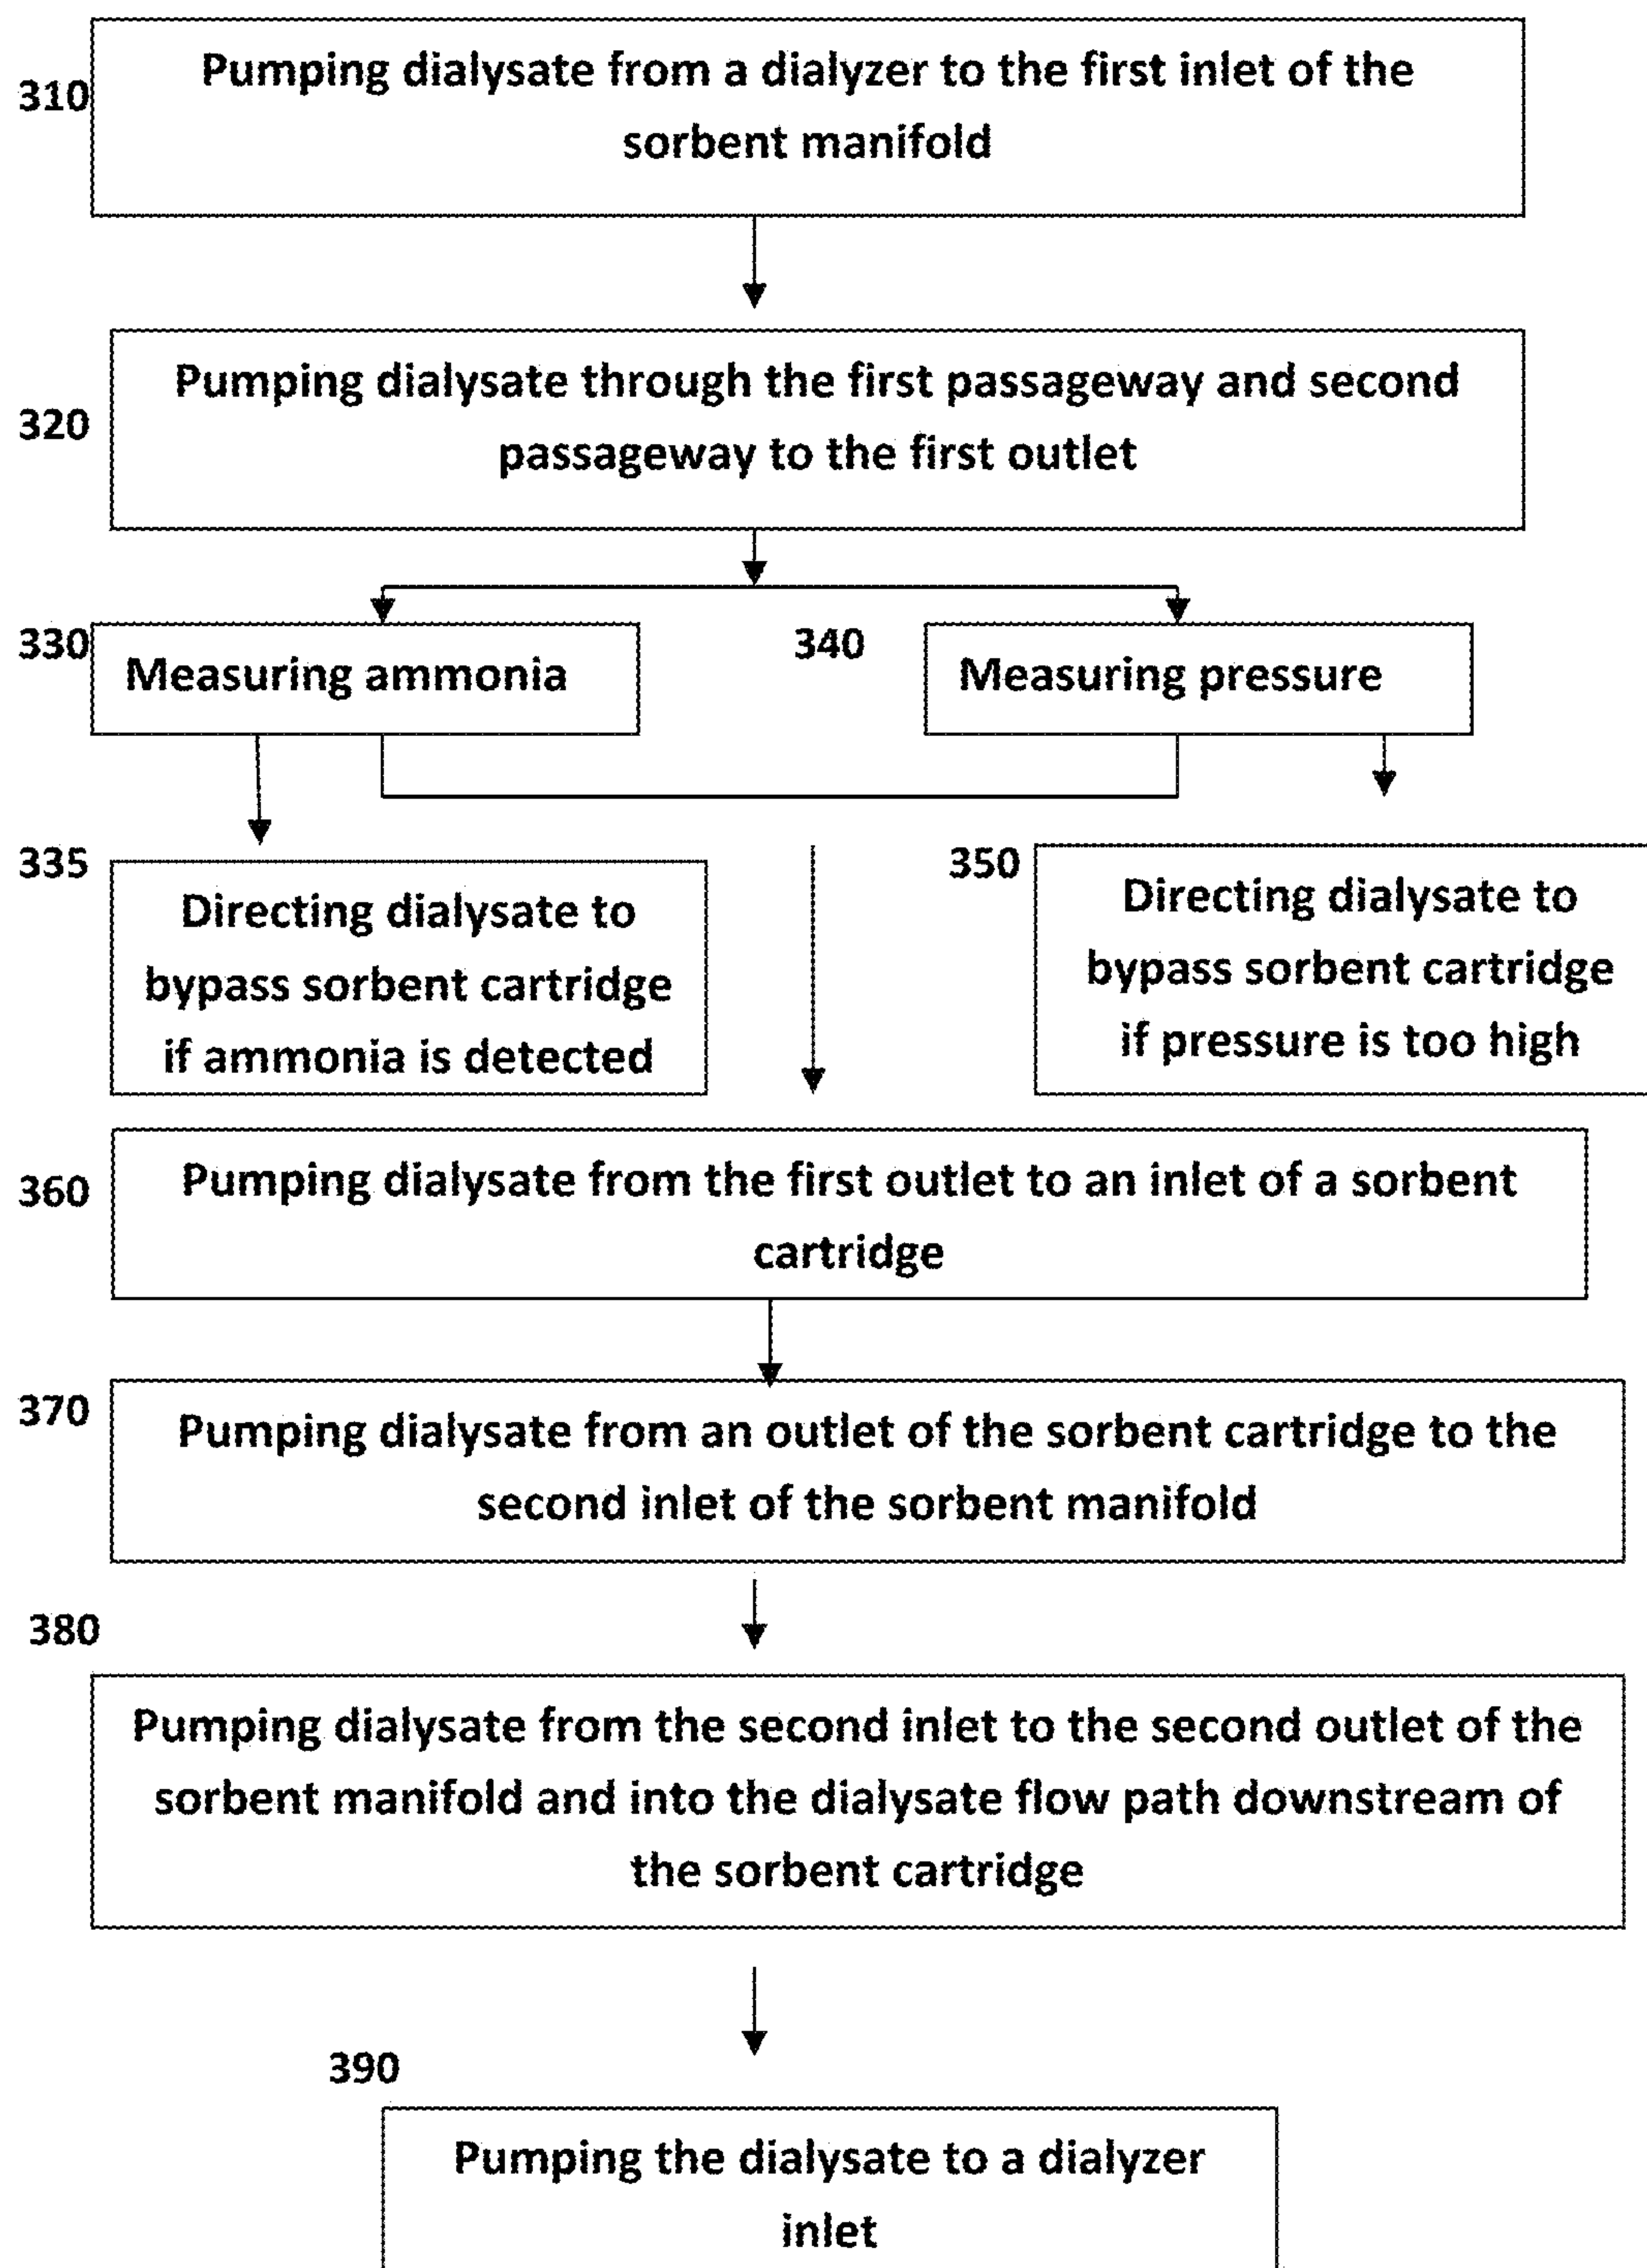 310
Pumping dialysate from a dialyzer to the first inlet of the
sorbent manifold
320
Pumping dialysate through the first passageway and second
passageway to the first outlet
330
Measuring ammonia
340
Measuring pressure
335
Directing dialysate to
bypass sorbent cartridge
if ammonia is detected
350
Directing dialysate to
bypass sorbent cartridge
if pressure is too high
360
Pumping dialysate from the first outlet to an inlet of a sorbent
cartridge
370
Pumping dialysate from an outlet of the sorbent cartridge to the
second inlet of the sorbent manifold
380
Pumping dialysate from the second inlet to the second outlet of the
sorbent manifold and into the dialysate flow path downstream of
the sorbent cartridge
390
Pumping the dialysate to a dialyzer
inlet